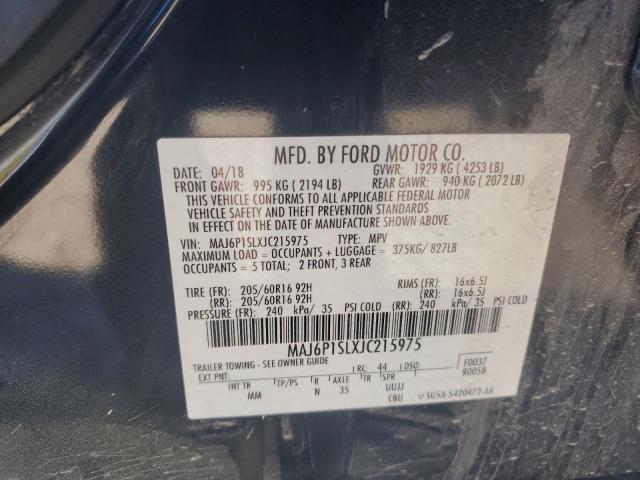 MFD. BY FORD MOTOR CO.
DATE: 04/18 GVWR: 1929 KG ( 4253 LB)
FRONT GAWR: 995 KG ( 2194 LB) REAR GAWR: 940 KG ( 2072 LB)
THIS VEHICLE CONFORMS TO ALL APPLICABLE FEDERAL MOTOR
VEHICLE SAFETY AND THEFT PREVENTION STANDARDS
IN EFFECT ON THE DATE OF MANUFACTURE SHOWN ABOVE.
VIN: MAJ6P1SLXJC215975 TYPE: MPV
MAXIMUM LOAD = OCCUPANTS + LUGGAGE = 375KG/ 827LB
OCCUPANTS = 5 TOTAL; 2 FRONT, 3 REAR
TIRE (FR): 205/60R16 92H RIMS (FR): 16x6.5J
(RR): 205/60R16 92H (RR): 16x6.5J
PRESSURE (FR): 240 kPa/ 35 PSI COLD (RR): 240 kPa/ 35 PSI COLD
MAJ6P1SLXJC215975
TRAILER TOWING - SEE OWNER GUIDE
RC: 44 DSO: F0037
EXT PNT: R0058
INT TR TP/PS R AXLE TR SPR
MM N 35 UUJJ
CBU 5U5A-5420472-AA